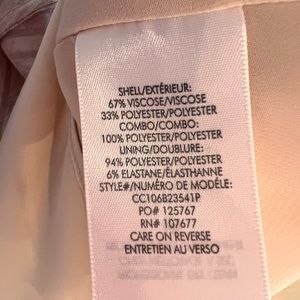 SHELL/EXTÉRIEUR:
67% VISCOSE/VISCOSE
33% POLYESTER/POLYESTER
COMBO/COMBO:
100% POLYESTER/POLYESTER
LINING/DOUBLURE:
94% POLYESTER/POLYESTER
6% ELASTANE/ÉLASTHANNE
STYLE#/NUMÉRO DE MODÈLE:
CC106B23541P
PO# 125767
RN# 107677
CARE ON REVERSE
ENTRETIEN AU VERSO